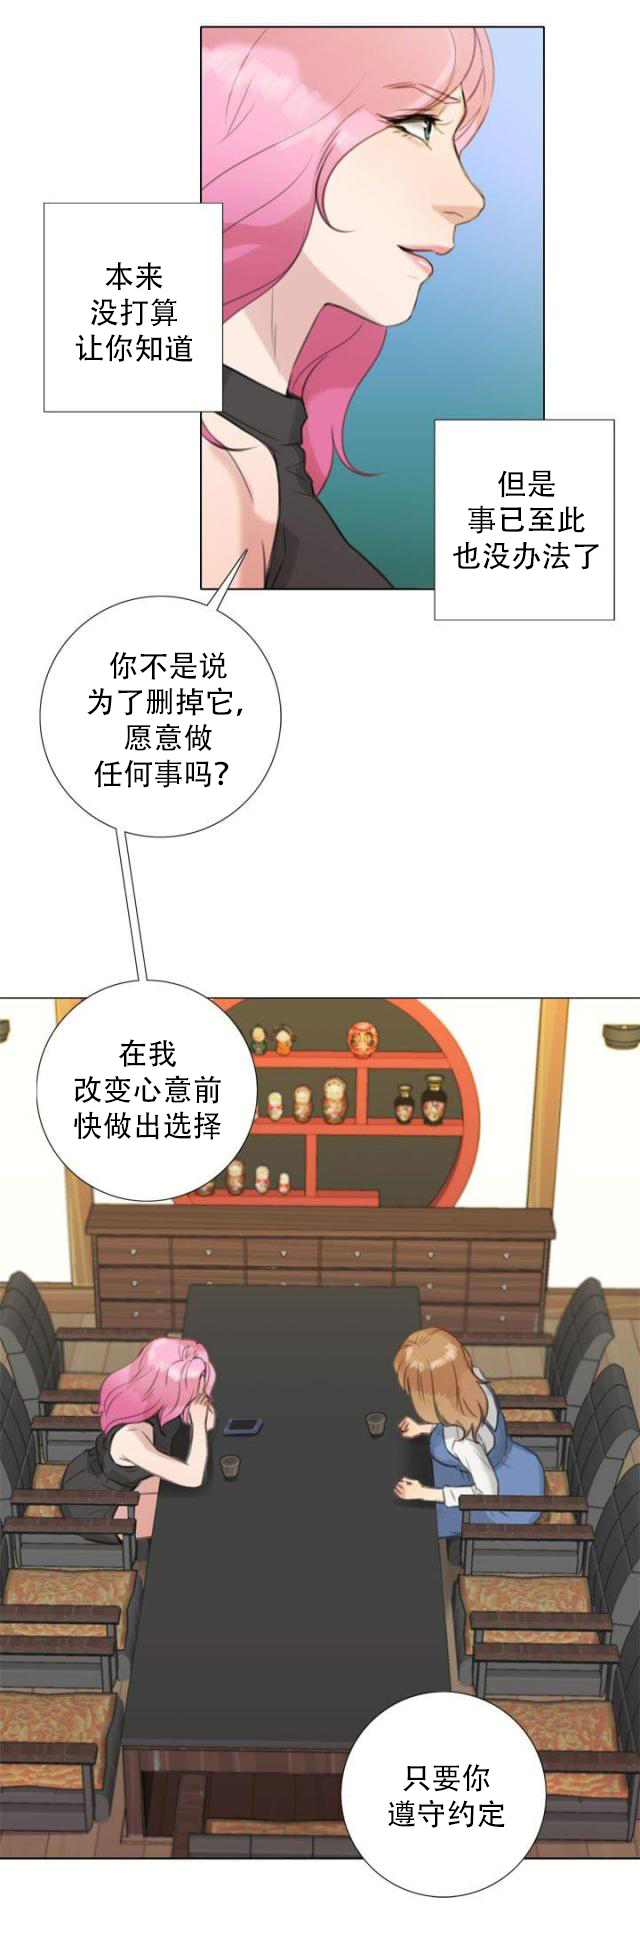 本来
没打算
让你知道
但是
事已至此
也没办法了
你不是说
为了删掉它,
愿意做
任何事吗?
在我
改变心意前
快做出选择
只要你
遵守约定